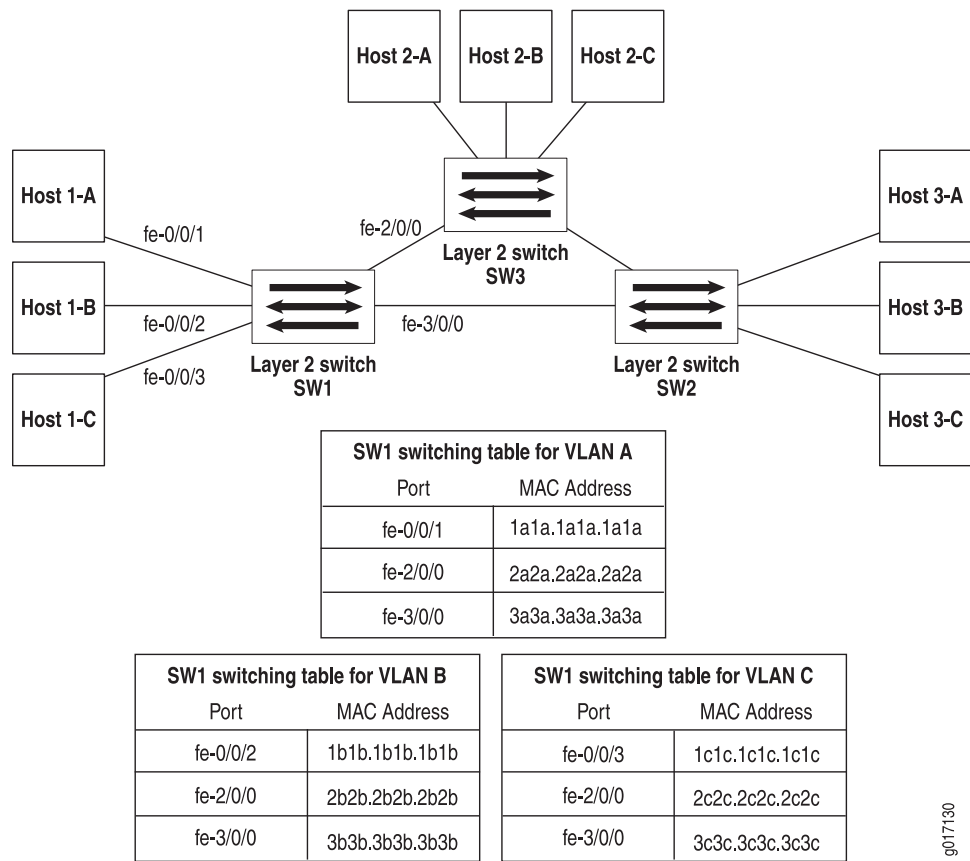 Host 2-A
Host 2-B
Host 2-C
Host 1-A
Host 3-A
fe-0/0/1
fe-2/0/0
Layer 2 switch
SW3
Host 1-B
Host 3-B
fe-0/0/2
fe-3/0/0
Layer 2 switch
SW1
Layer 2 switch
SW2
fe-0/0/3
Host 1-C
Host 3-C
SW1 switching table for VLAN A
Port MAC Address
fe-0/0/1 1a1a.1a1a.1a1a
fe-2/0/0 2a2a.2a2a.2a2a
fe-3/0/0 3a3a.3a3a.3a3a
SW1 switching table for VLAN B
Port MAC Address
fe-0/0/2 1b1b.1b1b.1b1b
fe-2/0/0 2b2b.2b2b.2b2b
fe-3/0/0 3b3b.3b3b.3b3b
SW1 switching table for VLAN C
Port MAC Address
fe-0/0/3 1c1c.1c1c.1c1c
fe-2/0/0 2c2c.2c2c.2c2c
fe-3/0/0 3c3c.3c3c.3c3c
g017130